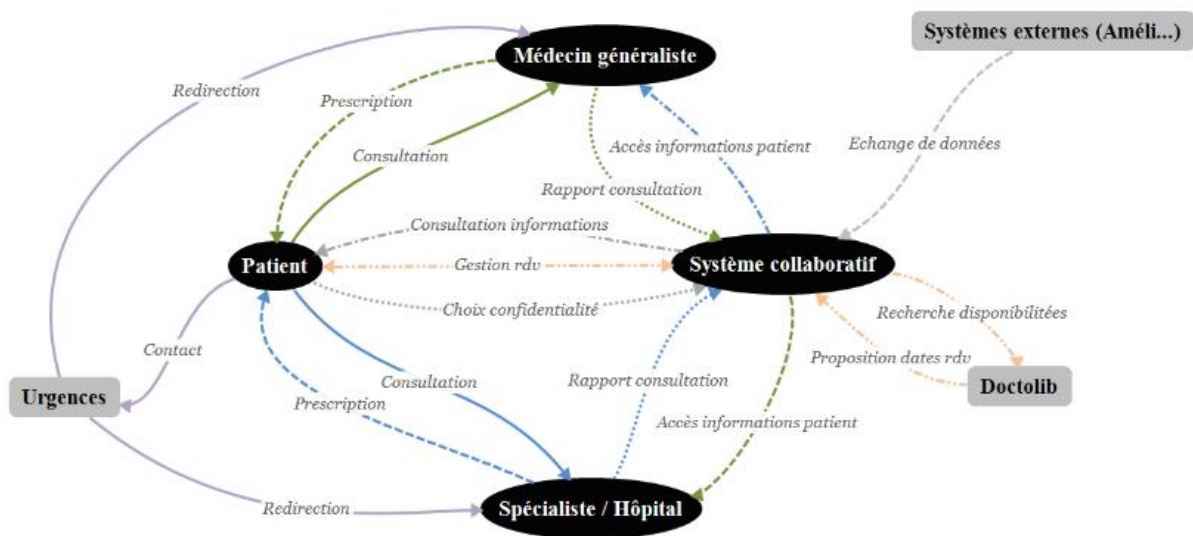 Systèmes externes (Améli...)
Médecin généraliste
Redirection
Prescription
Consultation
Accès informations patient
Echange de données
Rapport consultation
Consultation informations
Patient
Gestion rdv
Système collaboratif
Choix confidentialité
Recherche disponibilitées
Contact
Proposition dates rdv
Consultation
Rapport consultation
Urgences
Doctolib
Prescription
Accès informations patient
Redirection
Spécialiste / Hôpital